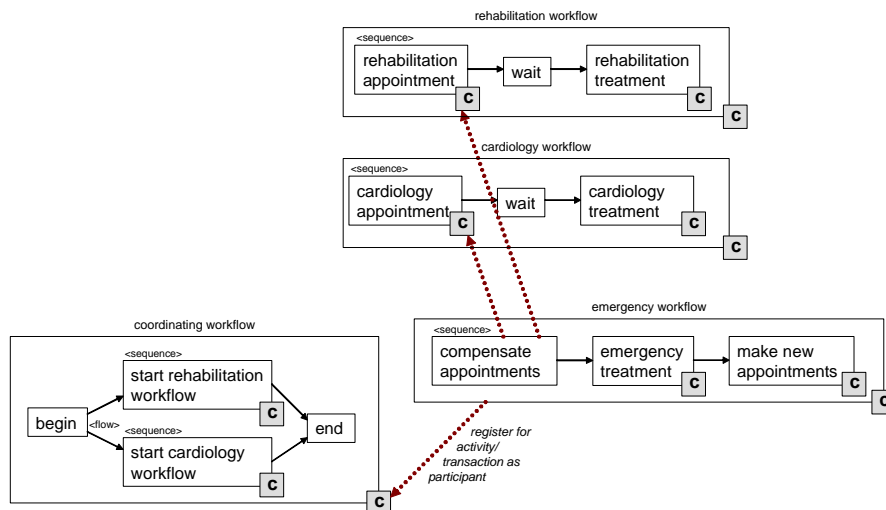 rehabilitation workflow
<sequence>
rehabilitation
appointment
C
wait
rehabilitation
treatment
C
C
cardiology workflow
<sequence>
cardiology
appointment
C
wait
cardiology
treatment
C
C
emergency workflow
<sequence>
compensate
appointments
emergency
treatment
C
make new
appointments
C
C
coordinating workflow
<sequence>
start rehabilitation
workflow
C
begin
<flow>
<sequence>
start cardiology
workflow
C
end
C
register for
activity/
transaction as
participant